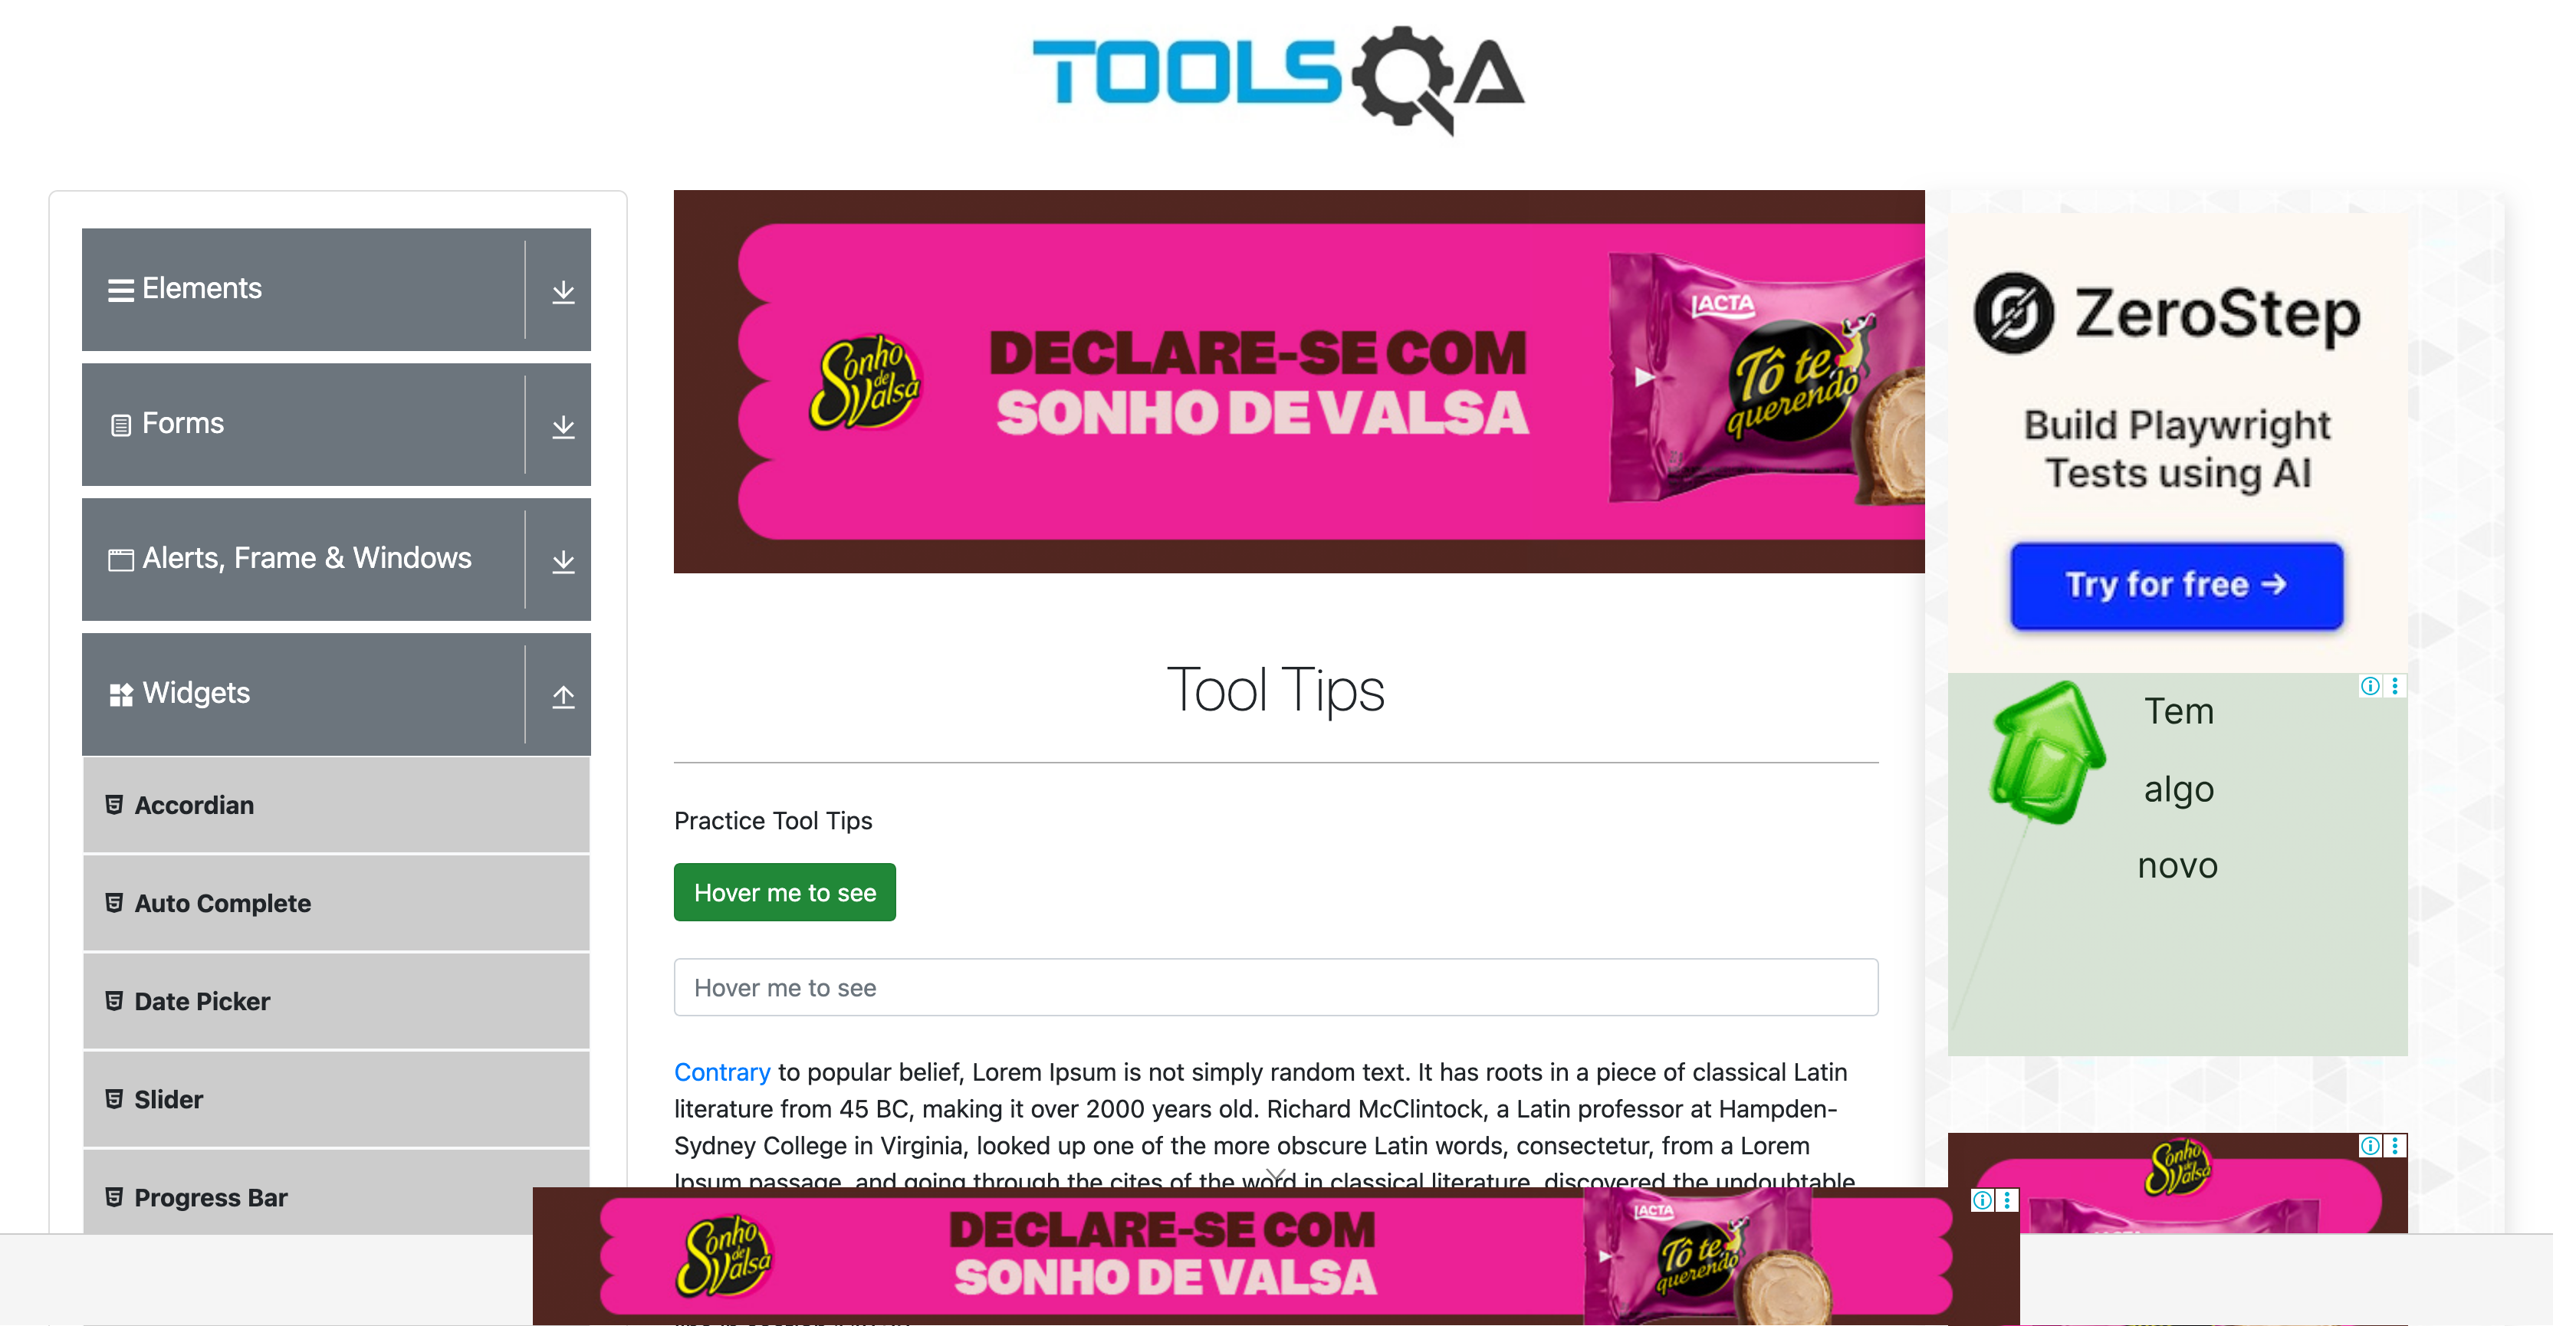 TOOLSQA
Elements
Forms
Alerts, Frame & Windows
Widgets
Accordian
Auto Complete
Date Picker
Slider
Progress Bar
Sonho de Valsa
DECLARE-SE COM
SONHO DE VALSA
LACTA
Tô te querendo
Tool Tips
Practice Tool Tips
Hover me to see
Hover me to see
Contrary to popular belief, Lorem Ipsum is not simply random text. It has roots in a piece of classical Latin
literature from 45 BC, making it over 2000 years old. Richard McClintock, a Latin professor at Hampden-
Sydney College in Virginia, looked up one of the more obscure Latin words, consectetur, from a Lorem
Ipsum passage, and going through the cites of the word in classical literature, discovered the undoubtable
ZeroStep
Build Playwright
Tests using AI
Try for free →
Tem
algo
novo
Sonho de Valsa
Sonho de Valsa
DECLARE-SE COM
SONHO DE VALSA
LACTA
Tô te querendo